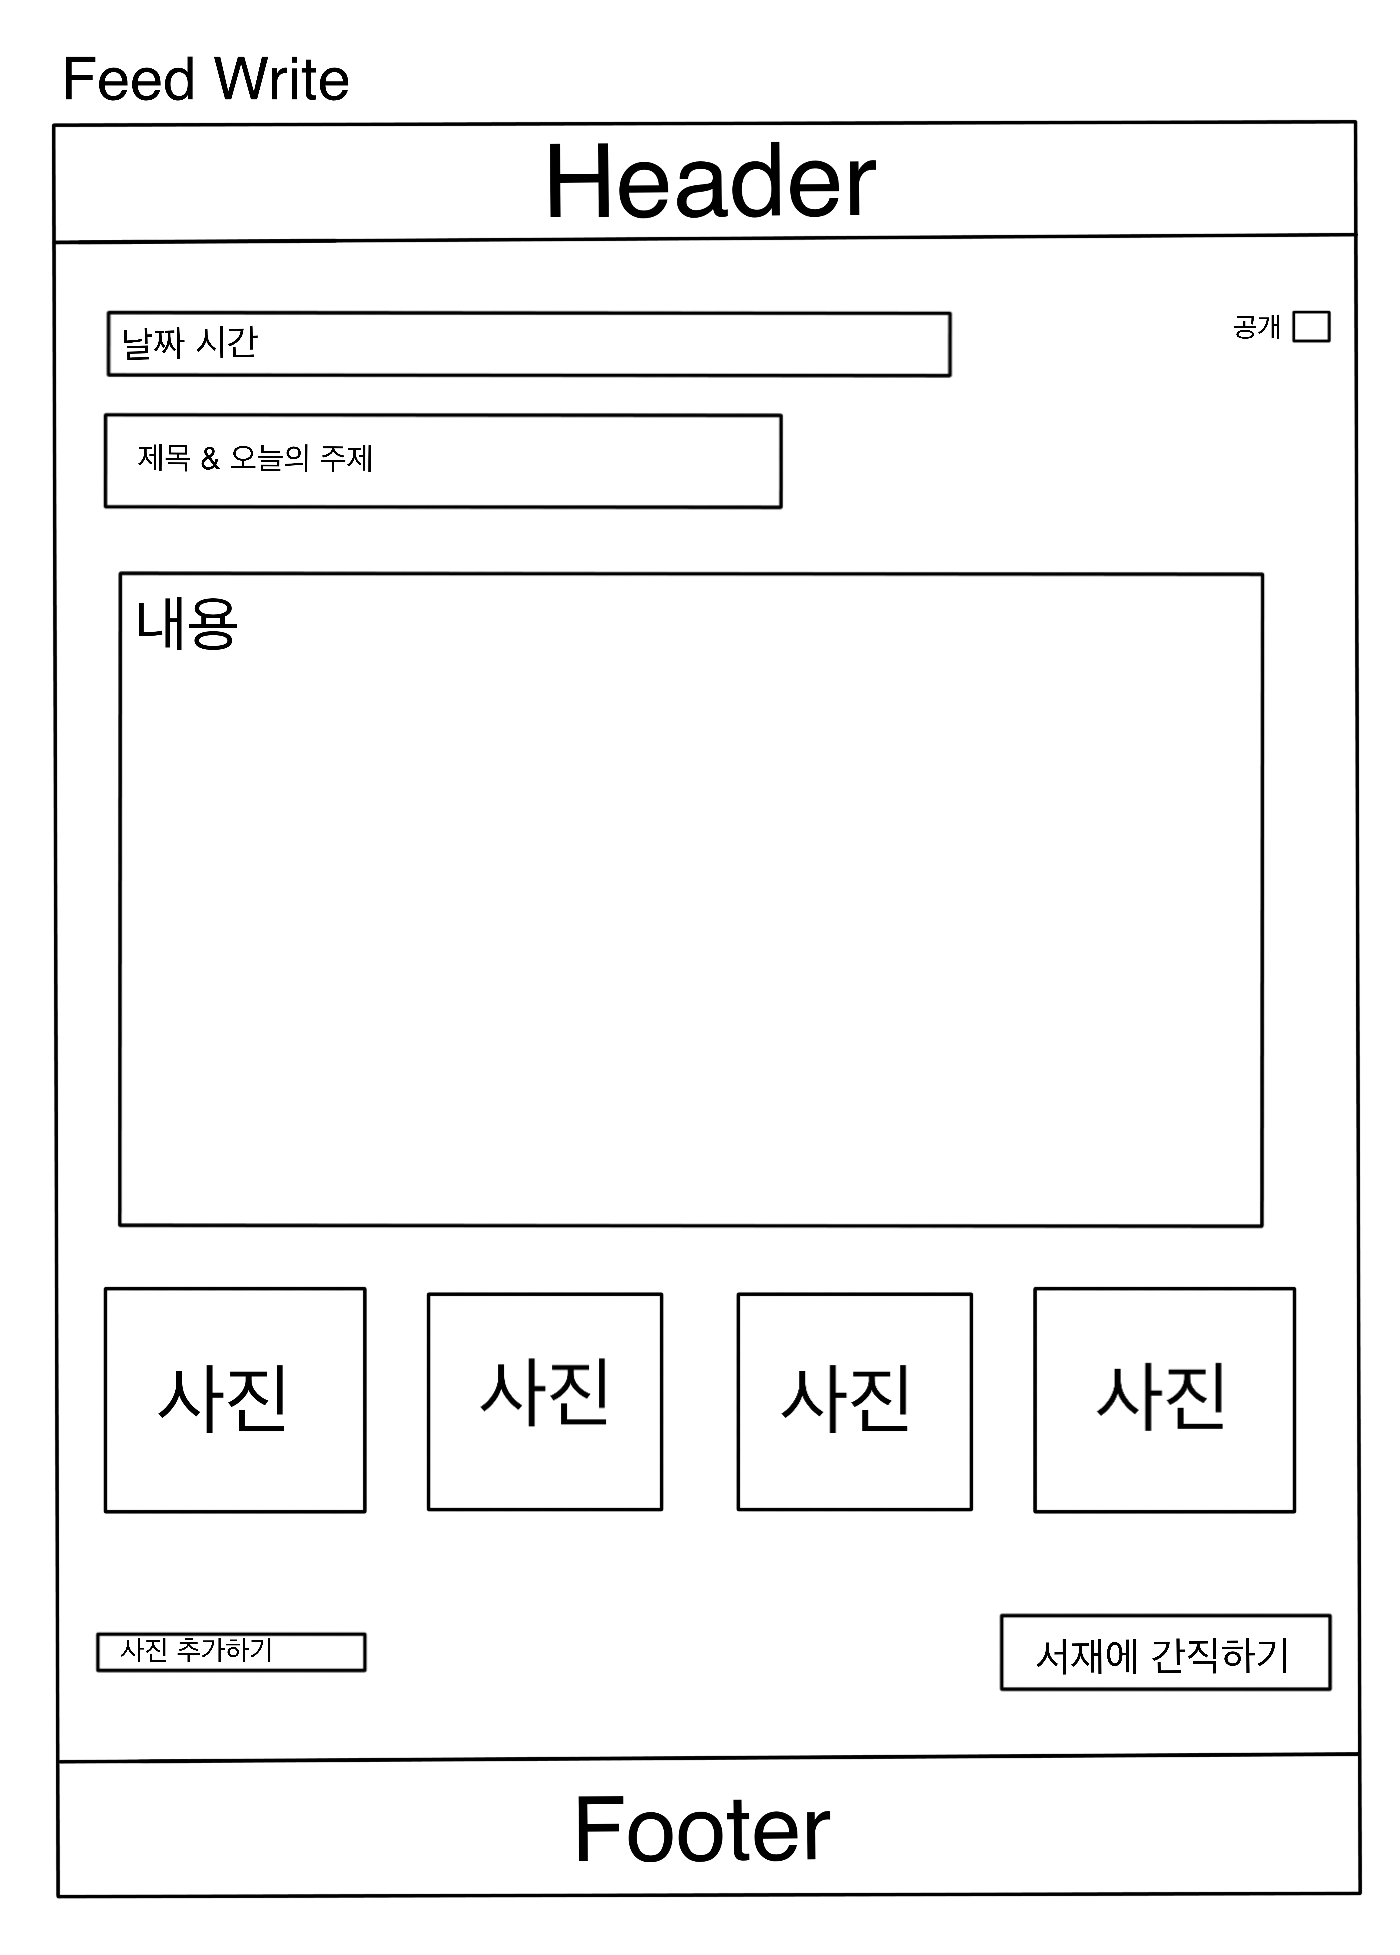 Feed Write
Header
날짜 시간
공개
제목 & 오늘의 주제
내용
사진
사진
사진
사진
사진 추가하기
서재에 간직하기
Footer